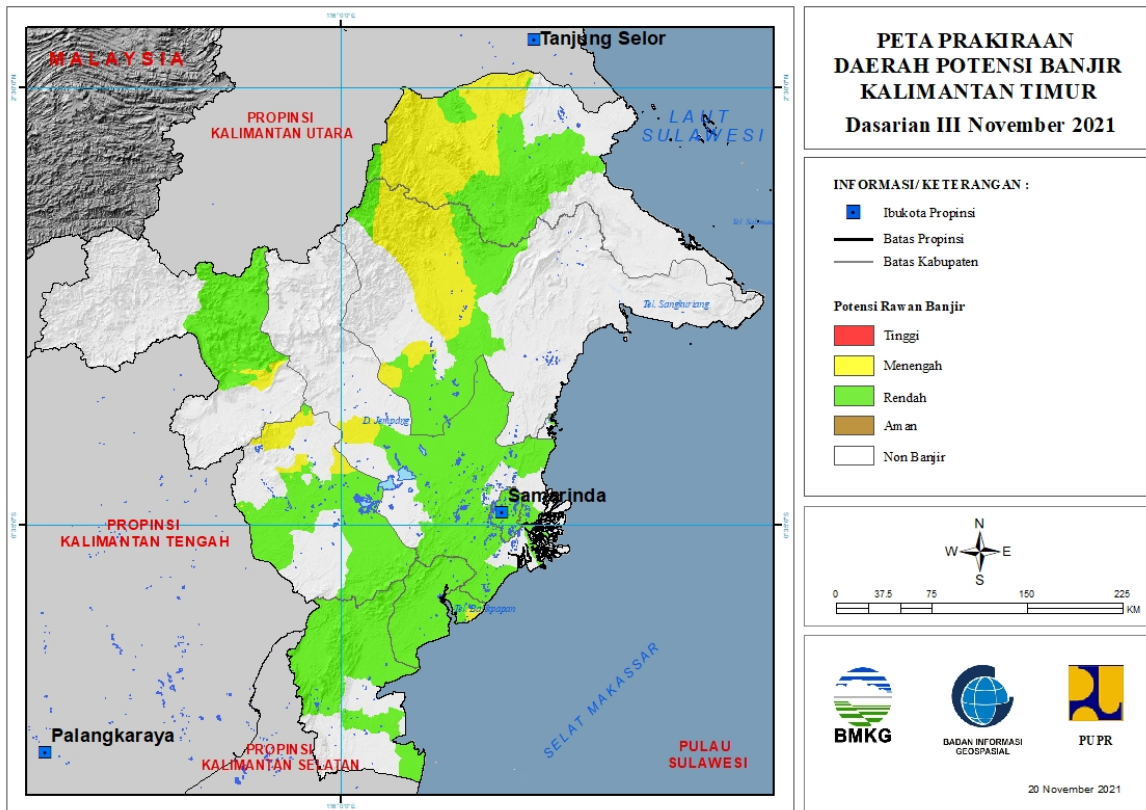 Tanjung Selor
MALAYSIA
PROPINSI
KALIMANTAN UTARA
LAUT
SULAWESI
Tel. Sangkuriang
D. Jempang
Samarinda
PROPINSI
KALIMANTAN TENGAH
SELAT MAKASSAR
Palangkaraya
PROPINSI
KALIMANTAN SELATAN
PULAU
SULAWESI
PETA PRAKIRAAN
DAERAH POTENSI BANJIR
KALIMANTAN TIMUR
Dasarian III November 2021
INFORMASI/KETERANGAN :
Ibukota Propinsi
Batas Propinsi
Batas Kabupaten
Potensi Rawan Banjir
Tinggi
Menengah
Rendah
Aman
Non Banjir
N
W E
S
0 37.5 75 150 225
KM
BMKG
BADAN INFORMASI
GEOSPASIAL
PUPR
20 November 2021